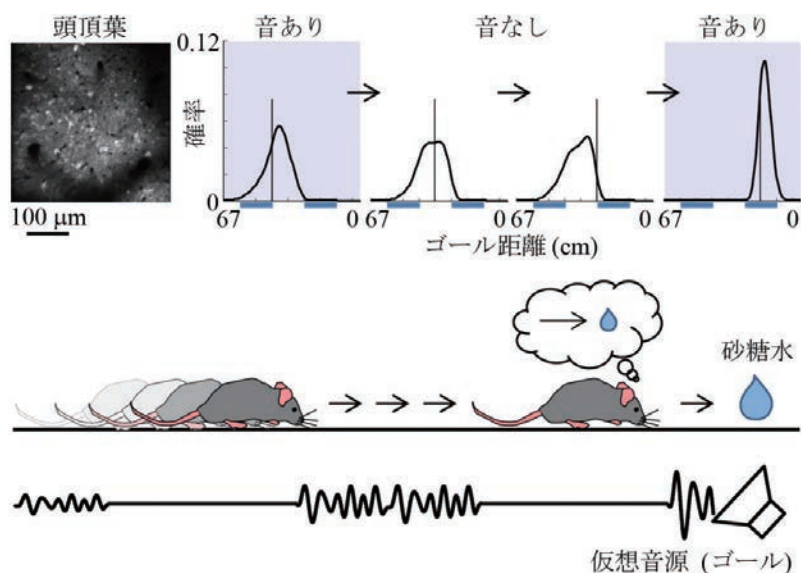 頭頂葉
音あり
音なし
音あり
0.12
確率
0
100 μm
67
0
67
0
67
0
67
0
ゴール距離 (cm)
砂糖水
仮想音源 (ゴール)